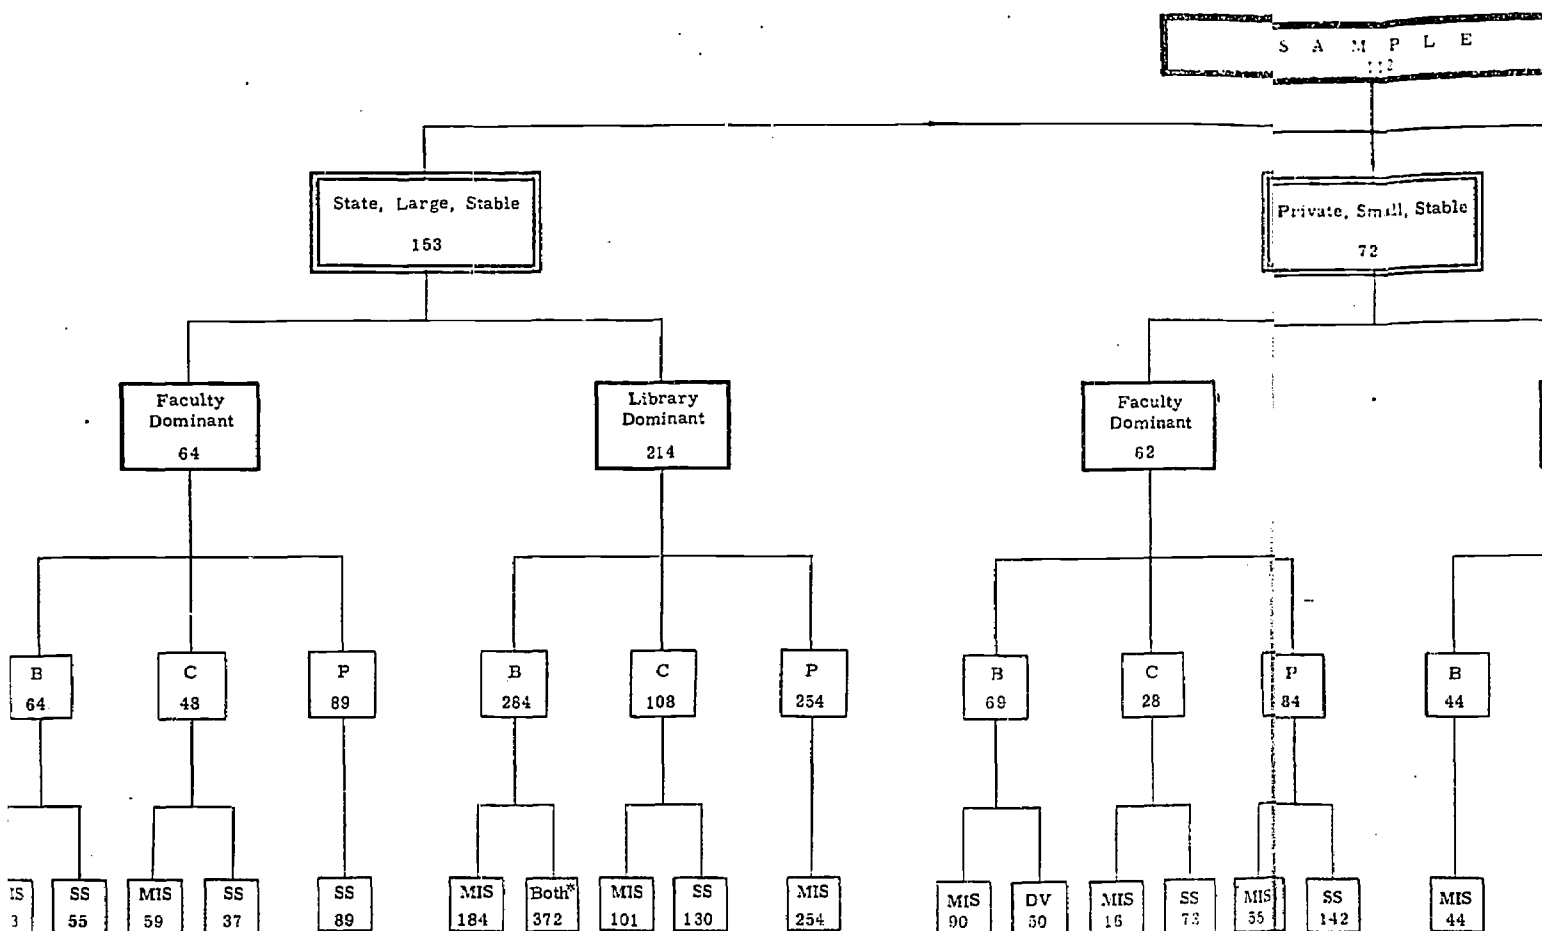 S A M P L E
112
State, Large, Stable
153
Private, Small, Stable
72
Faculty
Dominant
64
Library
Dominant
214
Faculty
Dominant
62
B
64
C
48
P
89
B
284
C
108
P
254
B
69
C
28
P
84
B
44
SS
55
MIS
59
SS
37
SS
89
MIS
184
Both*
372
MIS
101
SS
130
MIS
254
MIS
90
DV
50
MIS
16
SS
73
MIS
55
SS
142
MIS
44